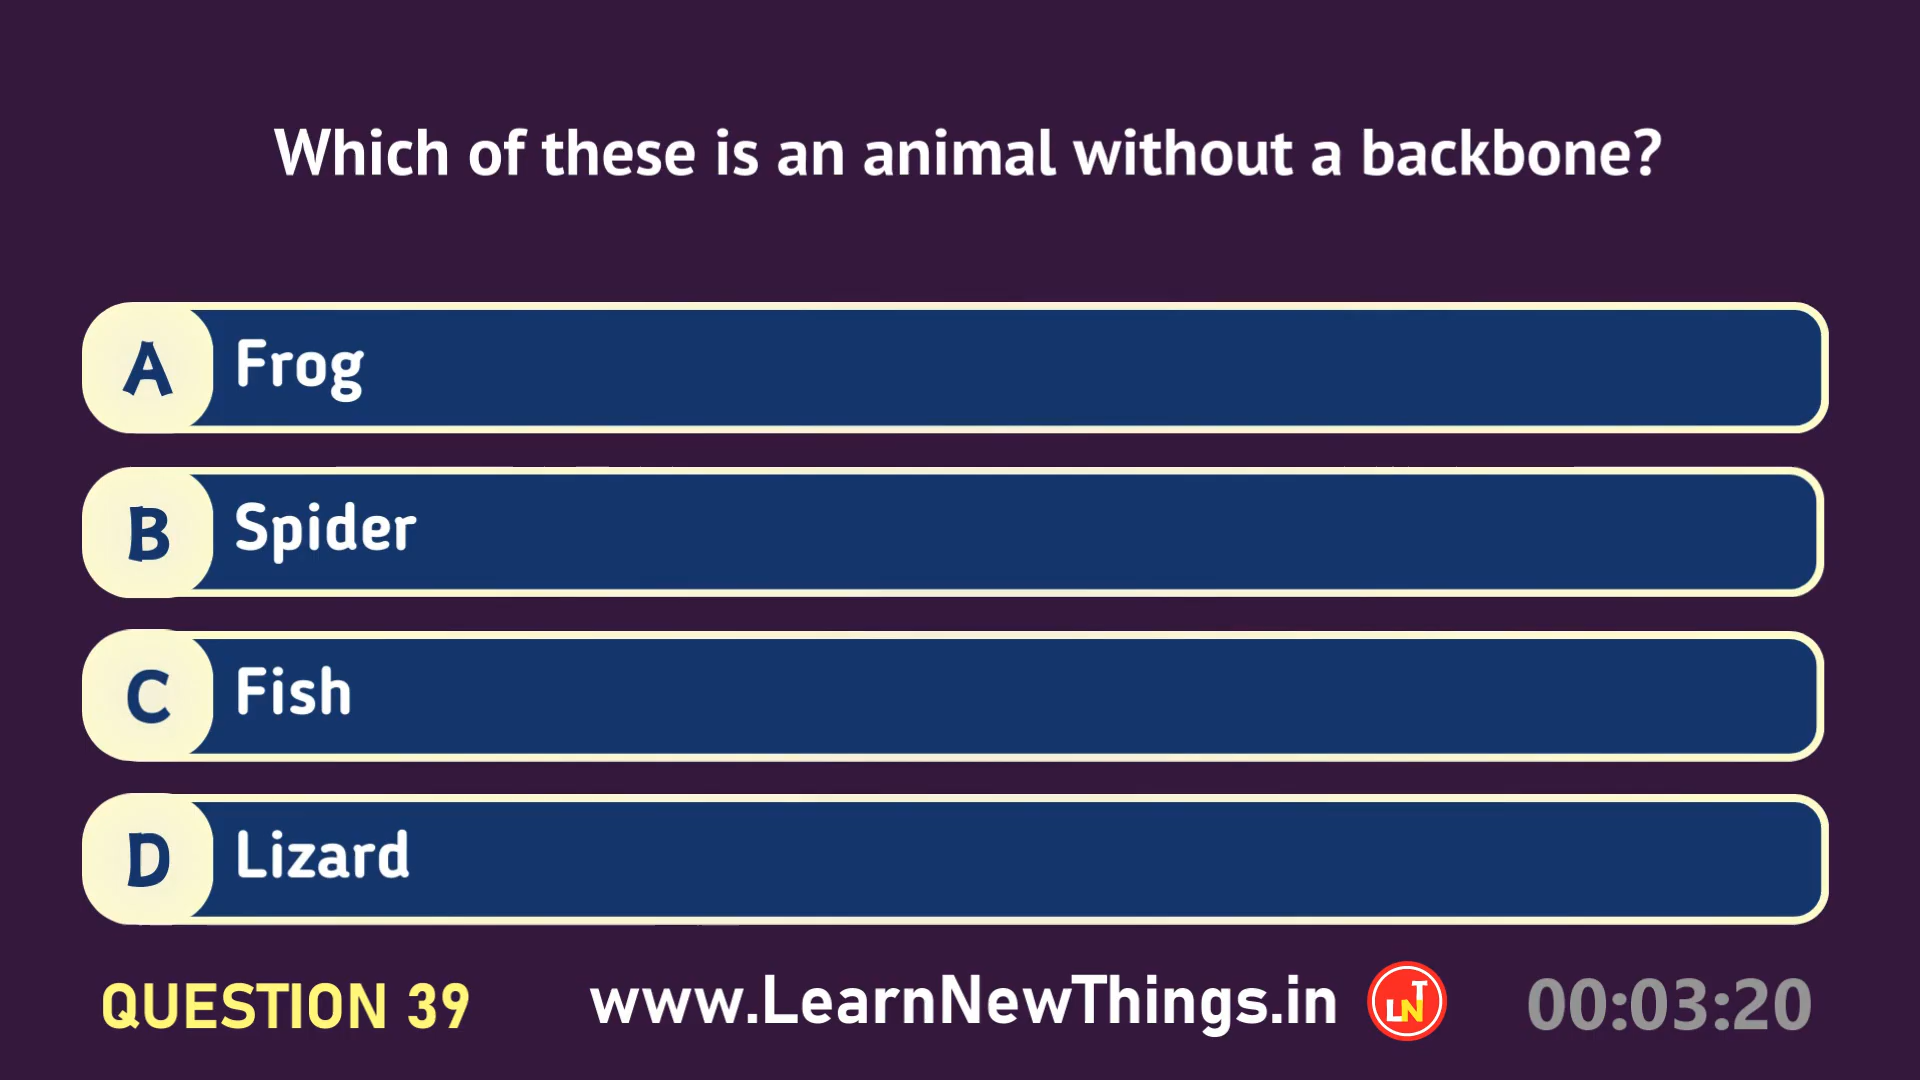 Which of these is an animal without a backbone?
A Frog
B Spider
C Fish
D Lizard
QUESTION 39 www.LearnNewThings.in LNT 00:03:20